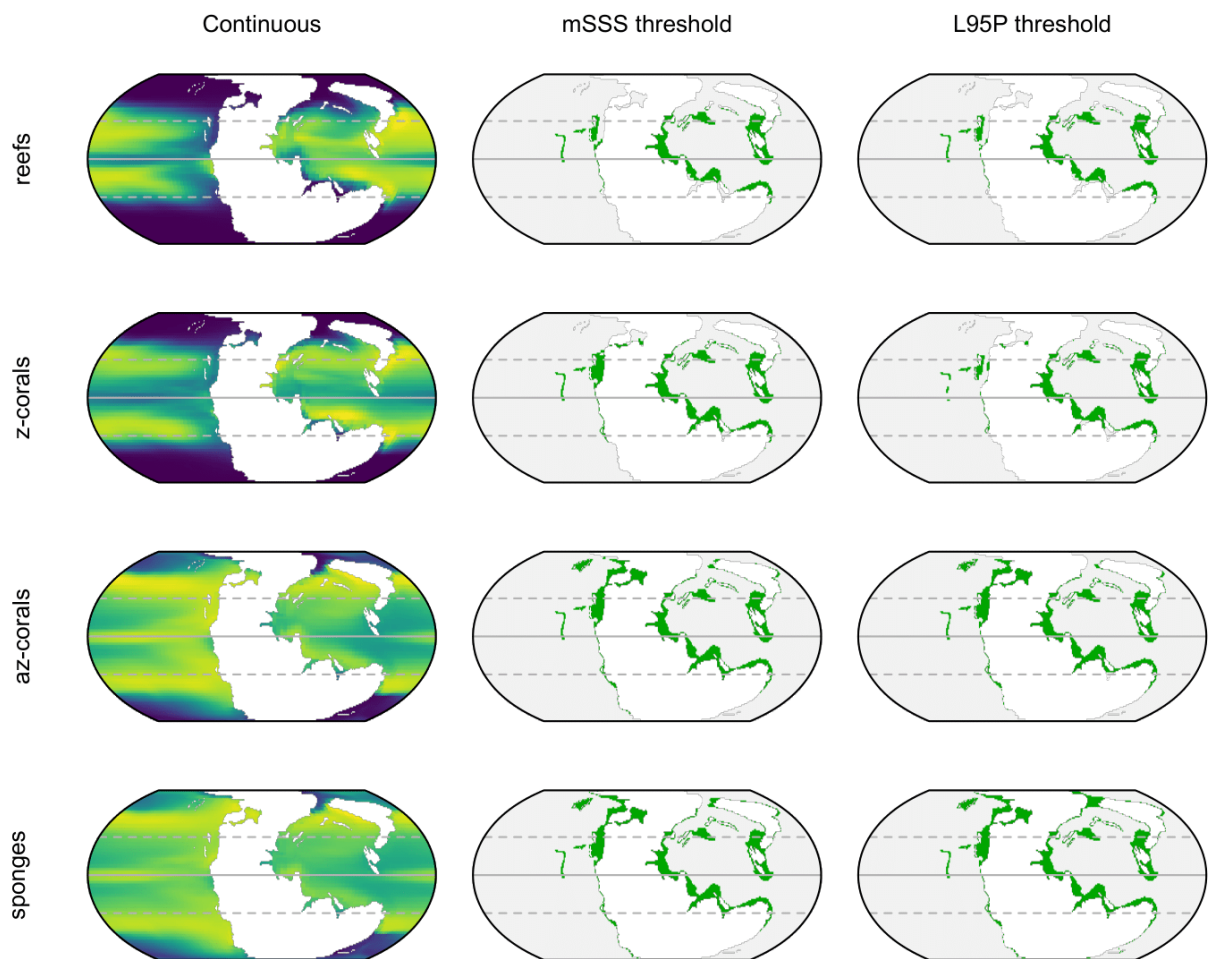 Continuous mSSS threshold L95P threshold
reefs
z-corals
az-corals
sponges